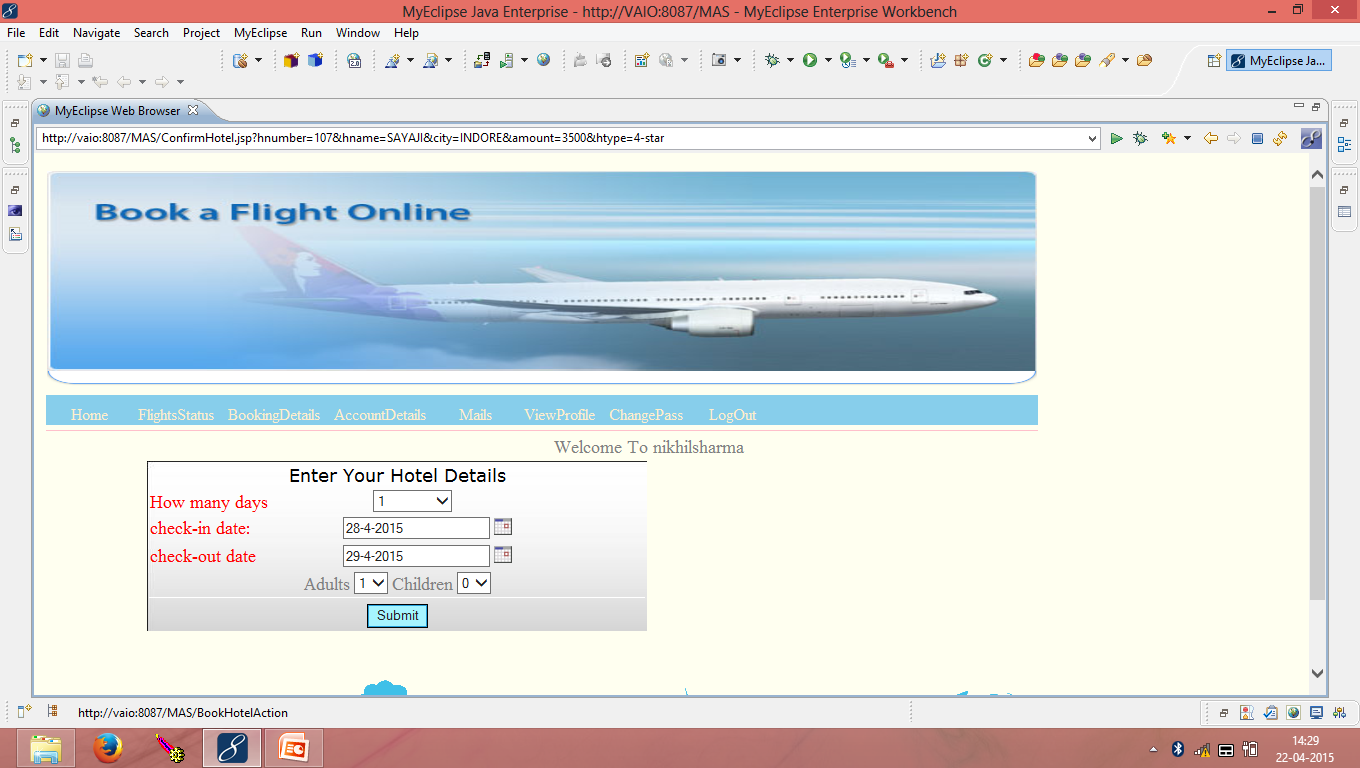 MyEclipse Java Enterprise - http://VAIO:8087/MAS - MyEclipse Enterprise Workbench
File Edit Navigate Search Project MyEclipse Run Window Help
MyEclipse Ja...
MyEclipse Web Browser
http://vaio:8087/MAS/ConfirmHotel.jsp?hnumber=107&hname=SAYAJI&city=INDORE&amount=3500&htype=4-star
Book a Flight Online
Home FlightsStatus BookingDetails AccountDetails Mails ViewProfile ChangePass LogOut
Welcome To nikhilsharma
Enter Your Hotel Details
How many days 1
check-in date: 28-4-2015
check-out date 29-4-2015
Adults 1 Children 0
Submit
http://vaio:8087/MAS/BookHotelAction
14:29
22-04-2015